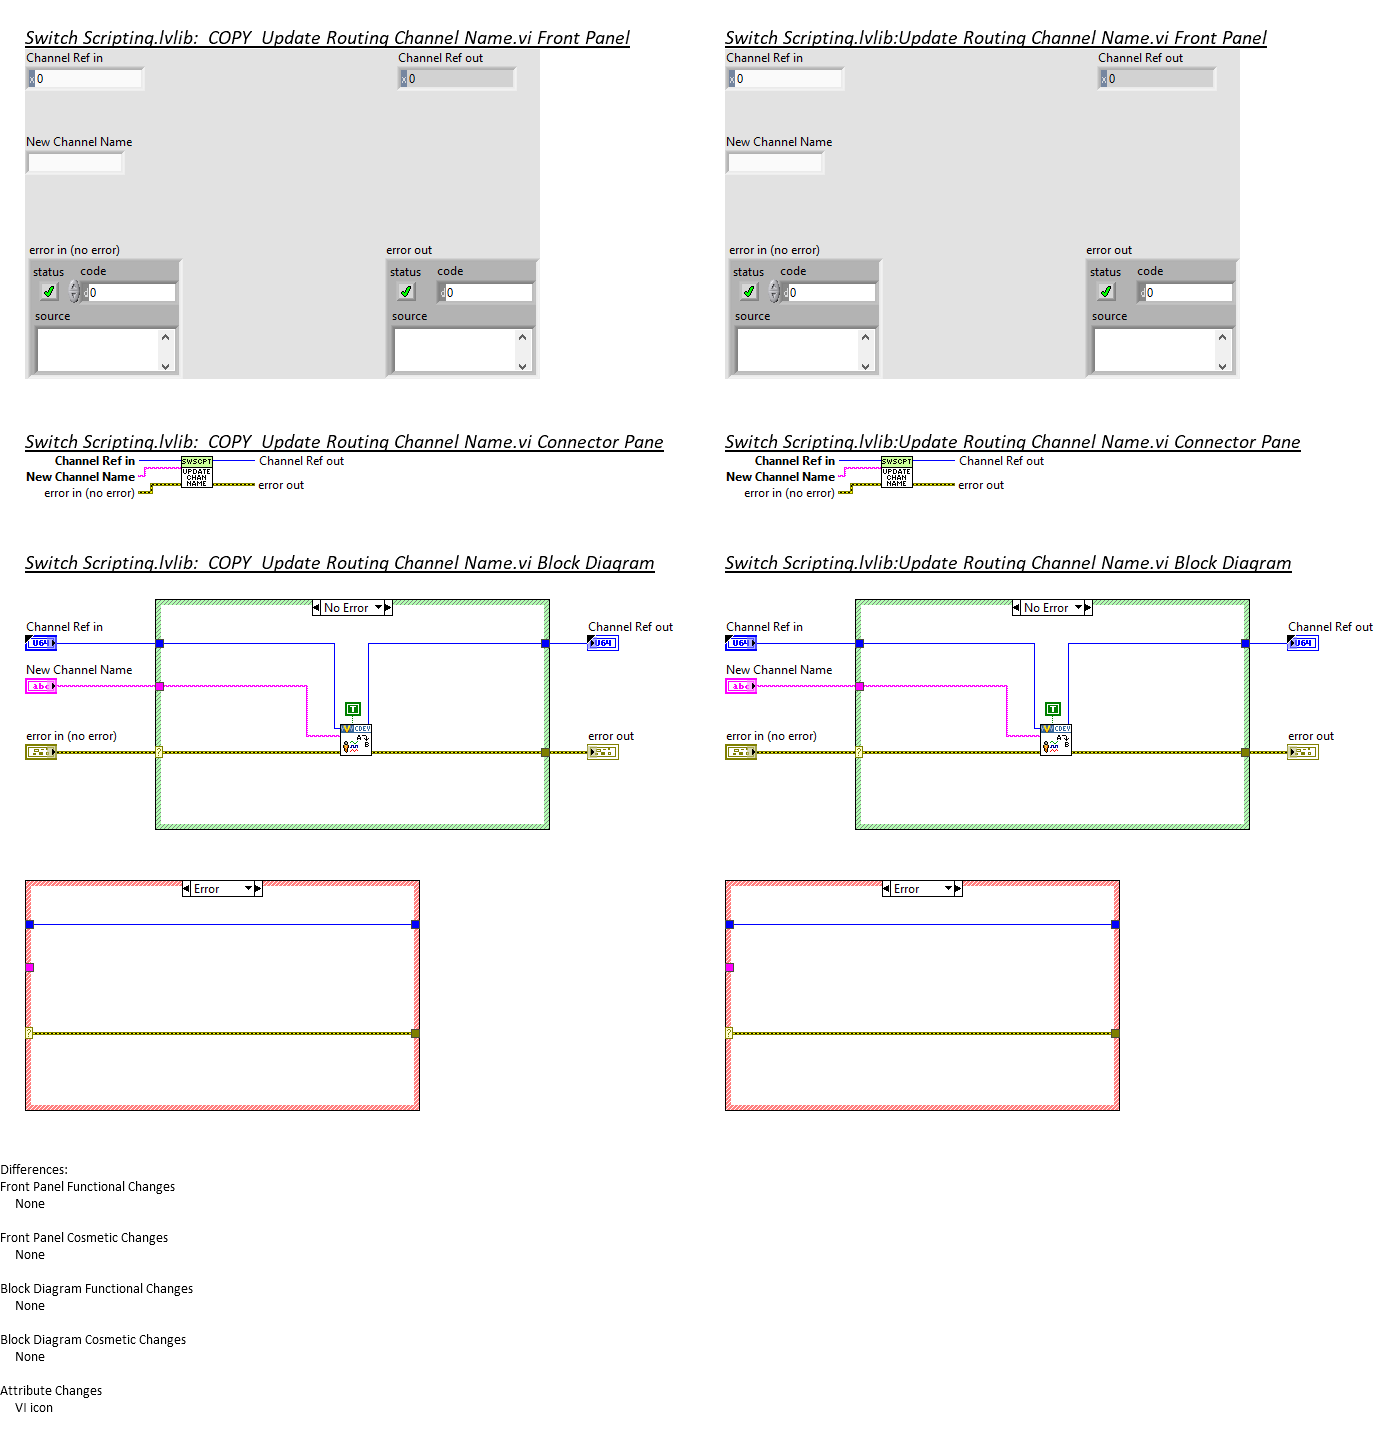 Switch Scripting.lvlib:_COPY_Update Routing Channel Name.vi Front Panel
Channel Ref in
x 0
Channel Ref out
x 0
New Channel Name
error in (no error)
status code
d 0
source
error out
status code
d 0
source
Switch Scripting.lvlib:Update Routing Channel Name.vi Front Panel
Channel Ref in
x 0
Channel Ref out
x 0
New Channel Name
error in (no error)
status code
d 0
source
error out
status code
d 0
source
Switch Scripting.lvlib:_COPY_Update Routing Channel Name.vi Connector Pane
Channel Ref in
New Channel Name
error in (no error)
SWSCPT
UPDATE
CHAN
NAME
Channel Ref out
error out
Switch Scripting.lvlib:Update Routing Channel Name.vi Connector Pane
Channel Ref in
New Channel Name
error in (no error)
SWSCPT
UPDATE
CHAN
NAME
Channel Ref out
error out
Switch Scripting.lvlib:_COPY_Update Routing Channel Name.vi Block Diagram
No Error
Channel Ref in
U64
Channel Ref out
U64
New Channel Name
abc
T
CDEV
A
B
error in (no error)
?
error out
Error
?
Switch Scripting.lvlib:Update Routing Channel Name.vi Block Diagram
No Error
Channel Ref in
U64
Channel Ref out
U64
New Channel Name
abc
T
CDEV
A
B
error in (no error)
?
error out
Error
?
Differences:
Front Panel Functional Changes
None
Front Panel Cosmetic Changes
None
Block Diagram Functional Changes
None
Block Diagram Cosmetic Changes
None
Attribute Changes
VI icon